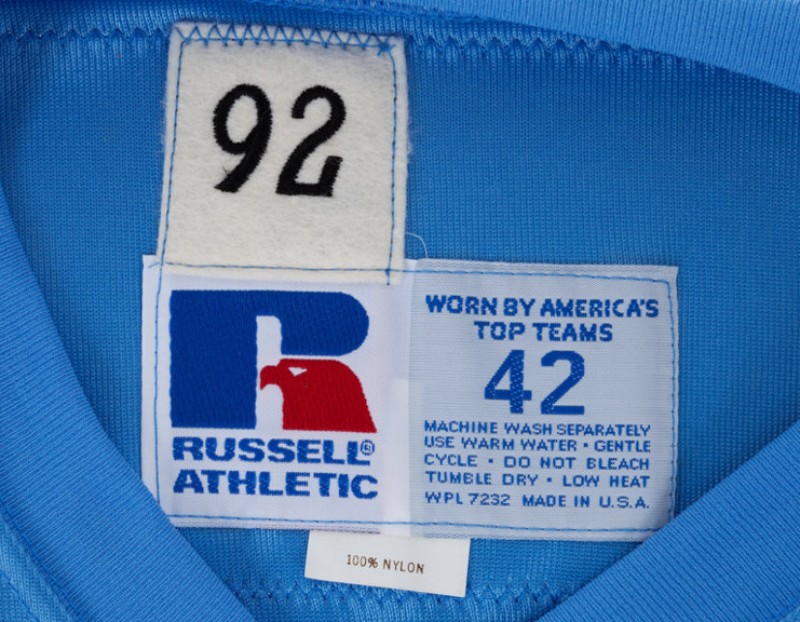 92
RUSSELL®
ATHLETIC
WORN BY AMERICA'S
TOP TEAMS
42
MACHINE WASH SEPARATELY
USE WARM WATER · GENTLE
CYCLE · DO NOT BLEACH
TUMBLE DRY · LOW HEAT
WPL 7232 MADE IN U.S.A.
100% NYLON